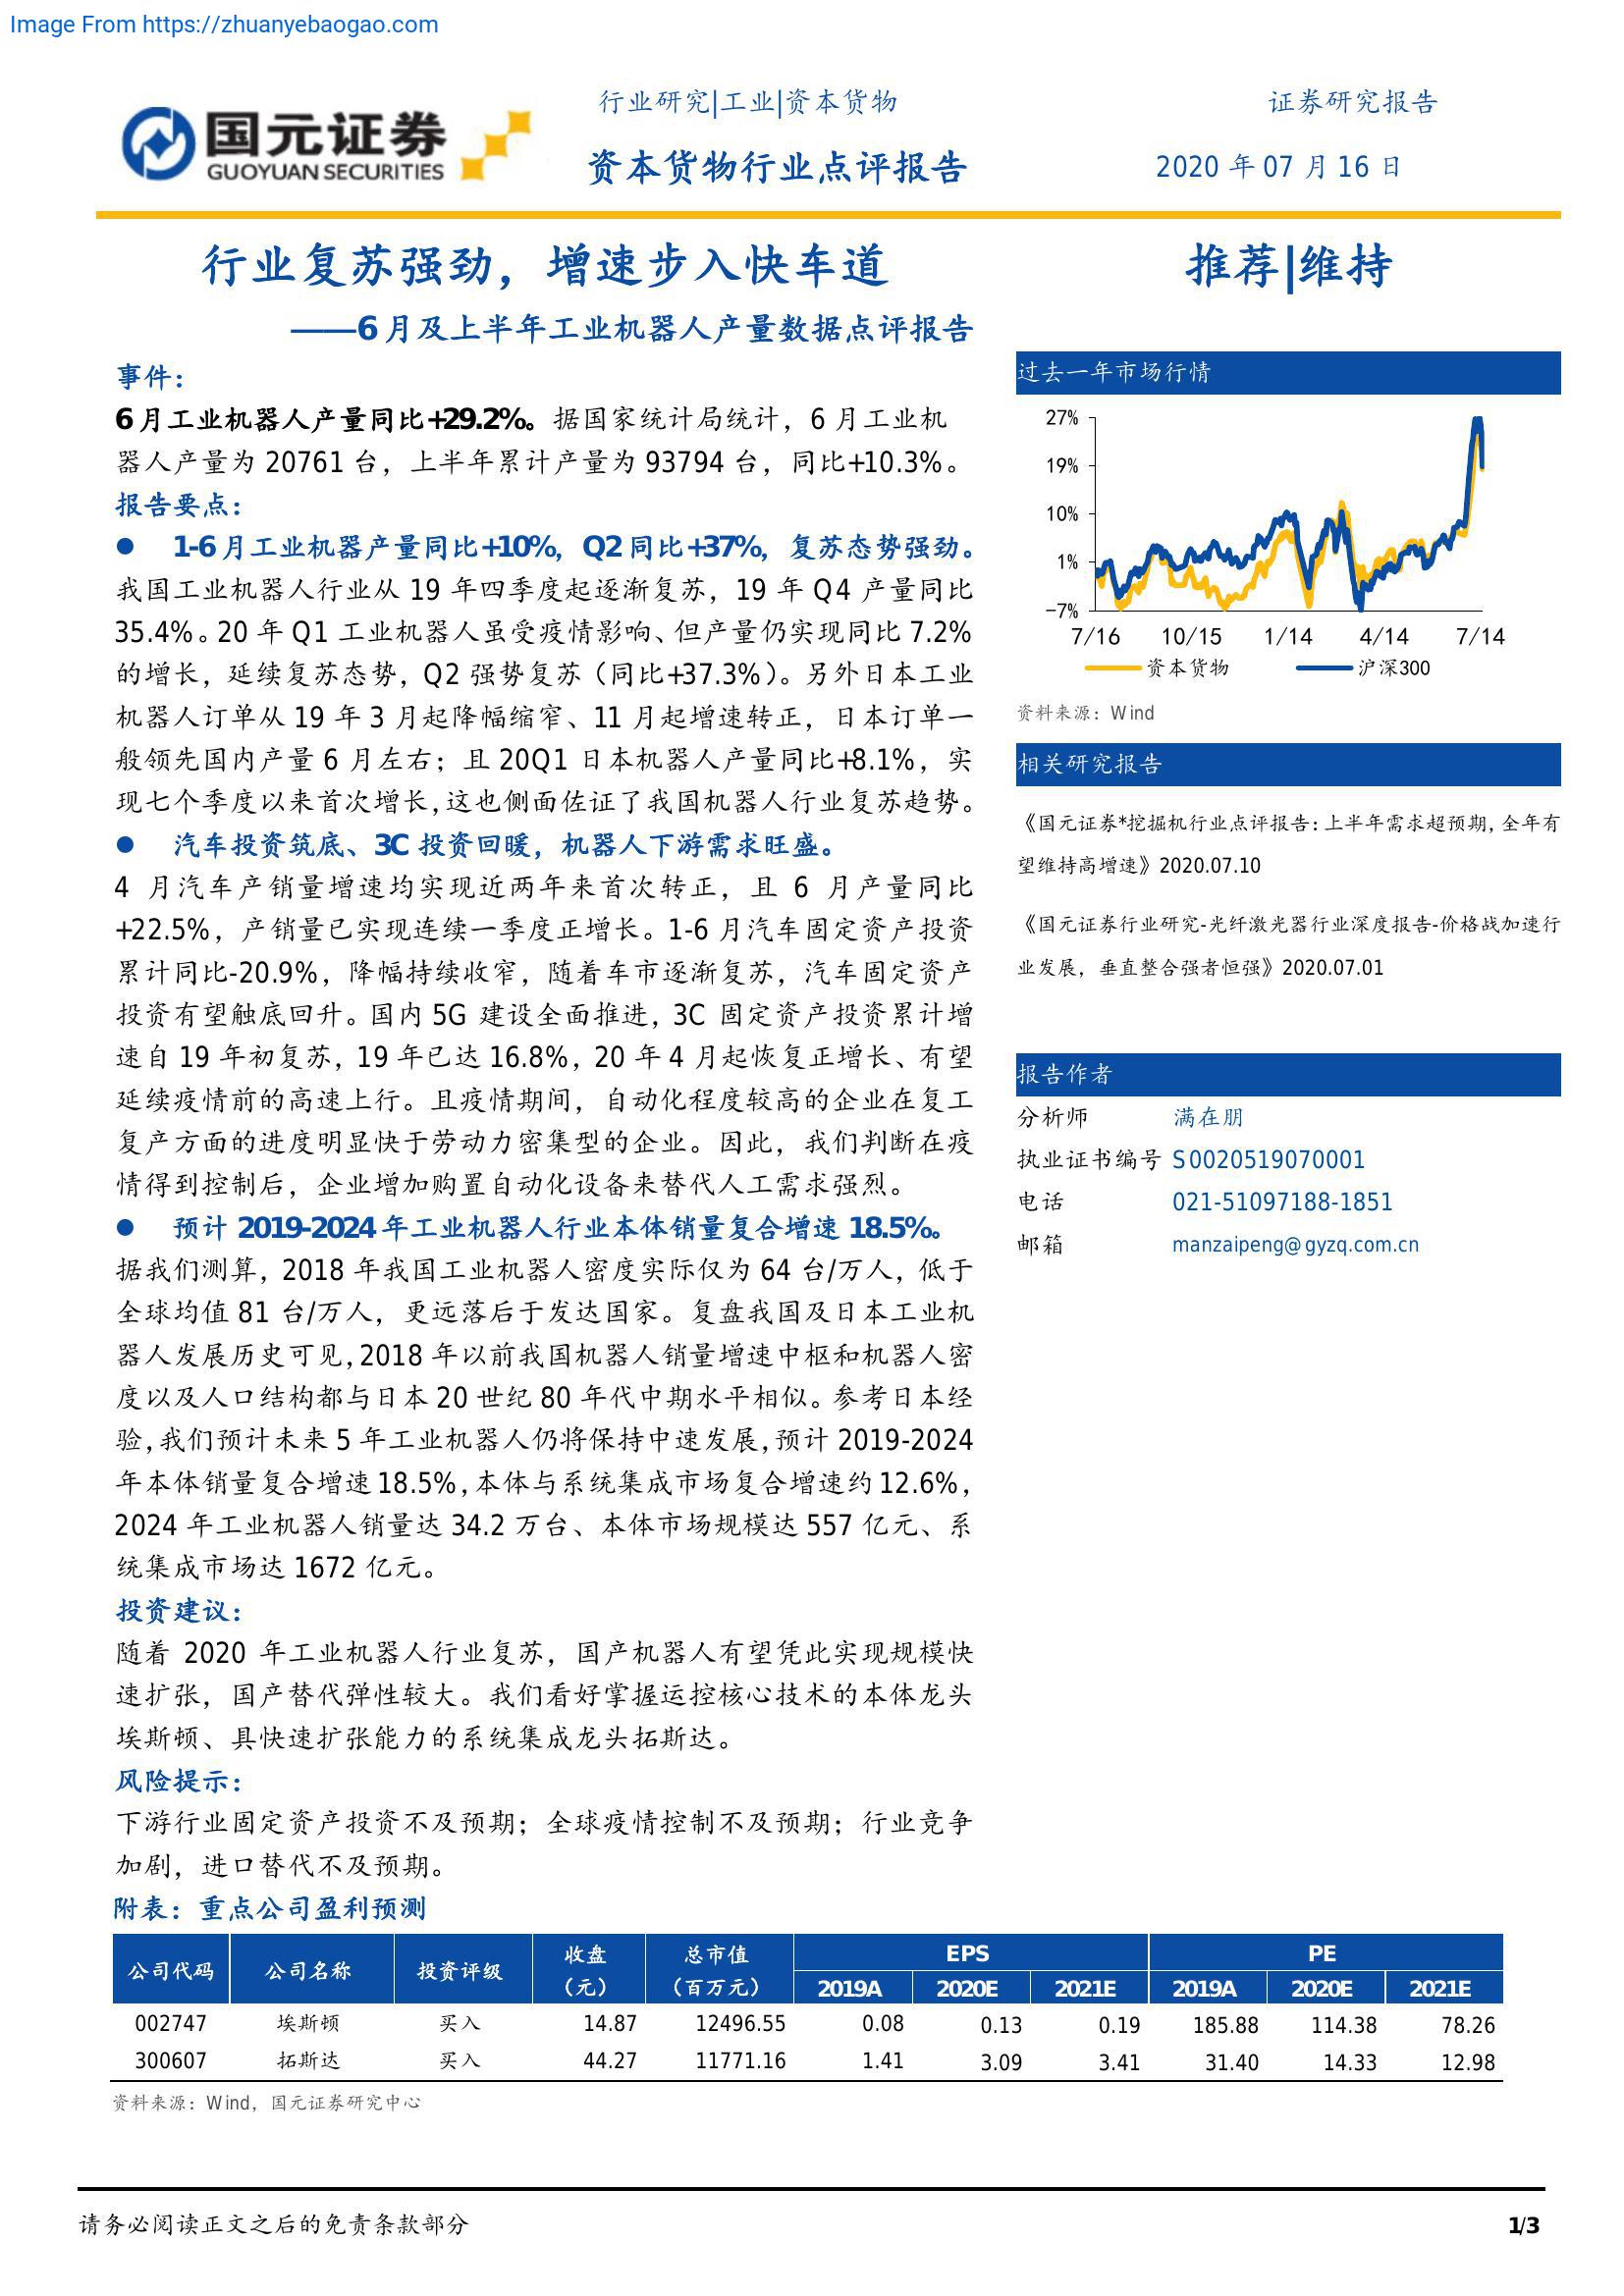 Image From https://zhuanyebaogao.com
国元证券
GUOYUAN SECURITIES
行业研究|工业|资本货物
证券研究报告
资本货物行业点评报告
2020 年 07 月 16 日
行业复苏强劲，增速步入快车道
推荐|维持
——6 月及上半年工业机器人产量数据点评报告
事件：
6 月工业机器人产量同比+29.2%。据国家统计局统计，6 月工业机
器人产量为 20761 台，上半年累计产量为 93794 台，同比+10.3%。
报告要点：
● 1-6 月工业机器产量同比+10%，Q2 同比+37%，复苏态势强劲。
我国工业机器人行业从 19 年四季度起逐渐复苏，19 年 Q4 产量同比
35.4%。20 年 Q1 工业机器人虽受疫情影响、但产量仍实现同比 7.2%
的增长，延续复苏态势，Q2 强势复苏（同比+37.3%）。另外日本工业
机器人订单从 19 年 3 月起降幅缩窄、11 月起增速转正，日本订单一
般领先国内产量 6 月左右；且 20Q1 日本机器人产量同比+8.1%，实
现七个季度以来首次增长，这也侧面佐证了我国机器人行业复苏趋势。
● 汽车投资筑底、3C 投资回暖，机器人下游需求旺盛。
4 月汽车产销量增速均实现近两年来首次转正，且 6 月产量同比
+22.5%，产销量已实现连续一季度正增长。1-6 月汽车固定资产投资
累计同比-20.9%，降幅持续收窄，随着车市逐渐复苏，汽车固定资产
投资有望触底回升。国内 5G 建设全面推进，3C 固定资产投资累计增
速自 19 年初复苏，19 年已达 16.8%，20 年 4 月起恢复正增长、有望
延续疫情前的高速上行。且疫情期间，自动化程度较高的企业在复工
复产方面的进度明显快于劳动力密集型的企业。因此，我们判断在疫
情得到控制后，企业增加购置自动化设备来替代人工需求强烈。
● 预计 2019-2024 年工业机器人行业本体销量复合增速 18.5%。
据我们测算，2018 年我国工业机器人密度实际仅为 64 台/万人，低于
全球均值 81 台/万人，更远落后于发达国家。复盘我国及日本工业机
器人发展历史可见，2018 年以前我国机器人销量增速中枢和机器人密
度以及人口结构都与日本 20 世纪 80 年代中期水平相似。参考日本经
验，我们预计未来 5 年工业机器人仍将保持中速发展，预计 2019-2024
年本体销量复合增速 18.5%，本体与系统集成市场复合增速约 12.6%，
2024 年工业机器人销量达 34.2 万台、本体市场规模达 557 亿元、系
统集成市场达 1672 亿元。
投资建议：
随着 2020 年工业机器人行业复苏，国产机器人有望凭此实现规模快
速扩张，国产替代弹性较大。我们看好掌握运控核心技术的本体龙头
埃斯顿、具快速扩张能力的系统集成龙头拓斯达。
风险提示：
下游行业固定资产投资不及预期；全球疫情控制不及预期；行业竞争
加剧，进口替代不及预期。
过去一年市场行情
27%
19%
10%
1%
-7%
7/16 10/15 1/14 4/14 7/14
资本货物 沪深300
资料来源：Wind
相关研究报告
《国元证券*挖掘机行业点评报告：上半年需求超预期，全年有
望维持高增速》2020.07.10
《国元证券行业研究-光纤激光器行业深度报告-价格战加速行
业发展，垂直整合强者恒强》2020.07.01
报告作者
分析师 满在朋
执业证书编号 S0020519070001
电话 021-51097188-1851
邮箱 manzaipeng@gyzq.com.cn
附表：重点公司盈利预测
公司代码 公司名称 投资评级 收盘（元） 总市值（百万元） EPS PE
2019A 2020E 2021E 2019A 2020E 2021E
002747 埃斯顿 买入 14.87 12496.55 0.08 0.13 0.19 185.88 114.38 78.26
300607 拓斯达 买入 44.27 11771.16 1.41 3.09 3.41 31.40 14.33 12.98
资料来源：Wind，国元证券研究中心
请务必阅读正文之后的免责条款部分
1/3